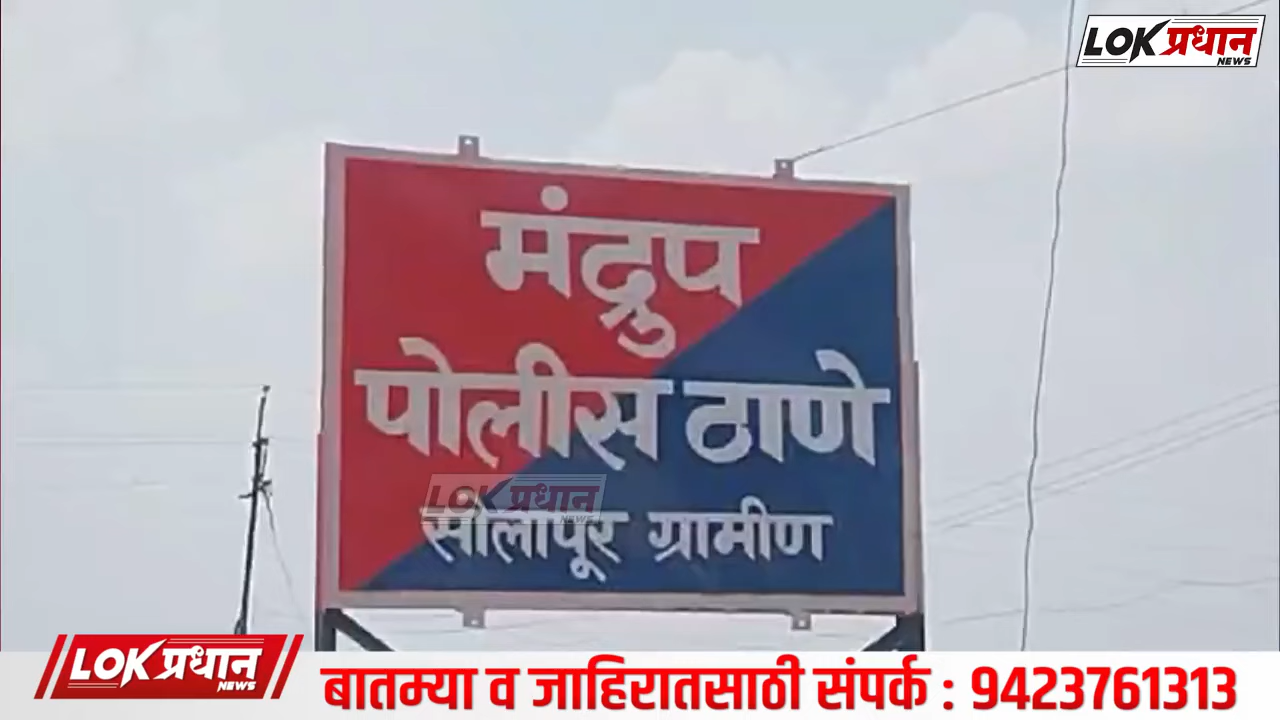 LOK प्रधान
NEWS
मंद्रुप
पोलीस ठाणे
LOK प्रधान
NEWS
सोलापूर ग्रामीण
LOK प्रधान
NEWS
बातम्या व जाहिरातसाठी संपर्क : 9423761313